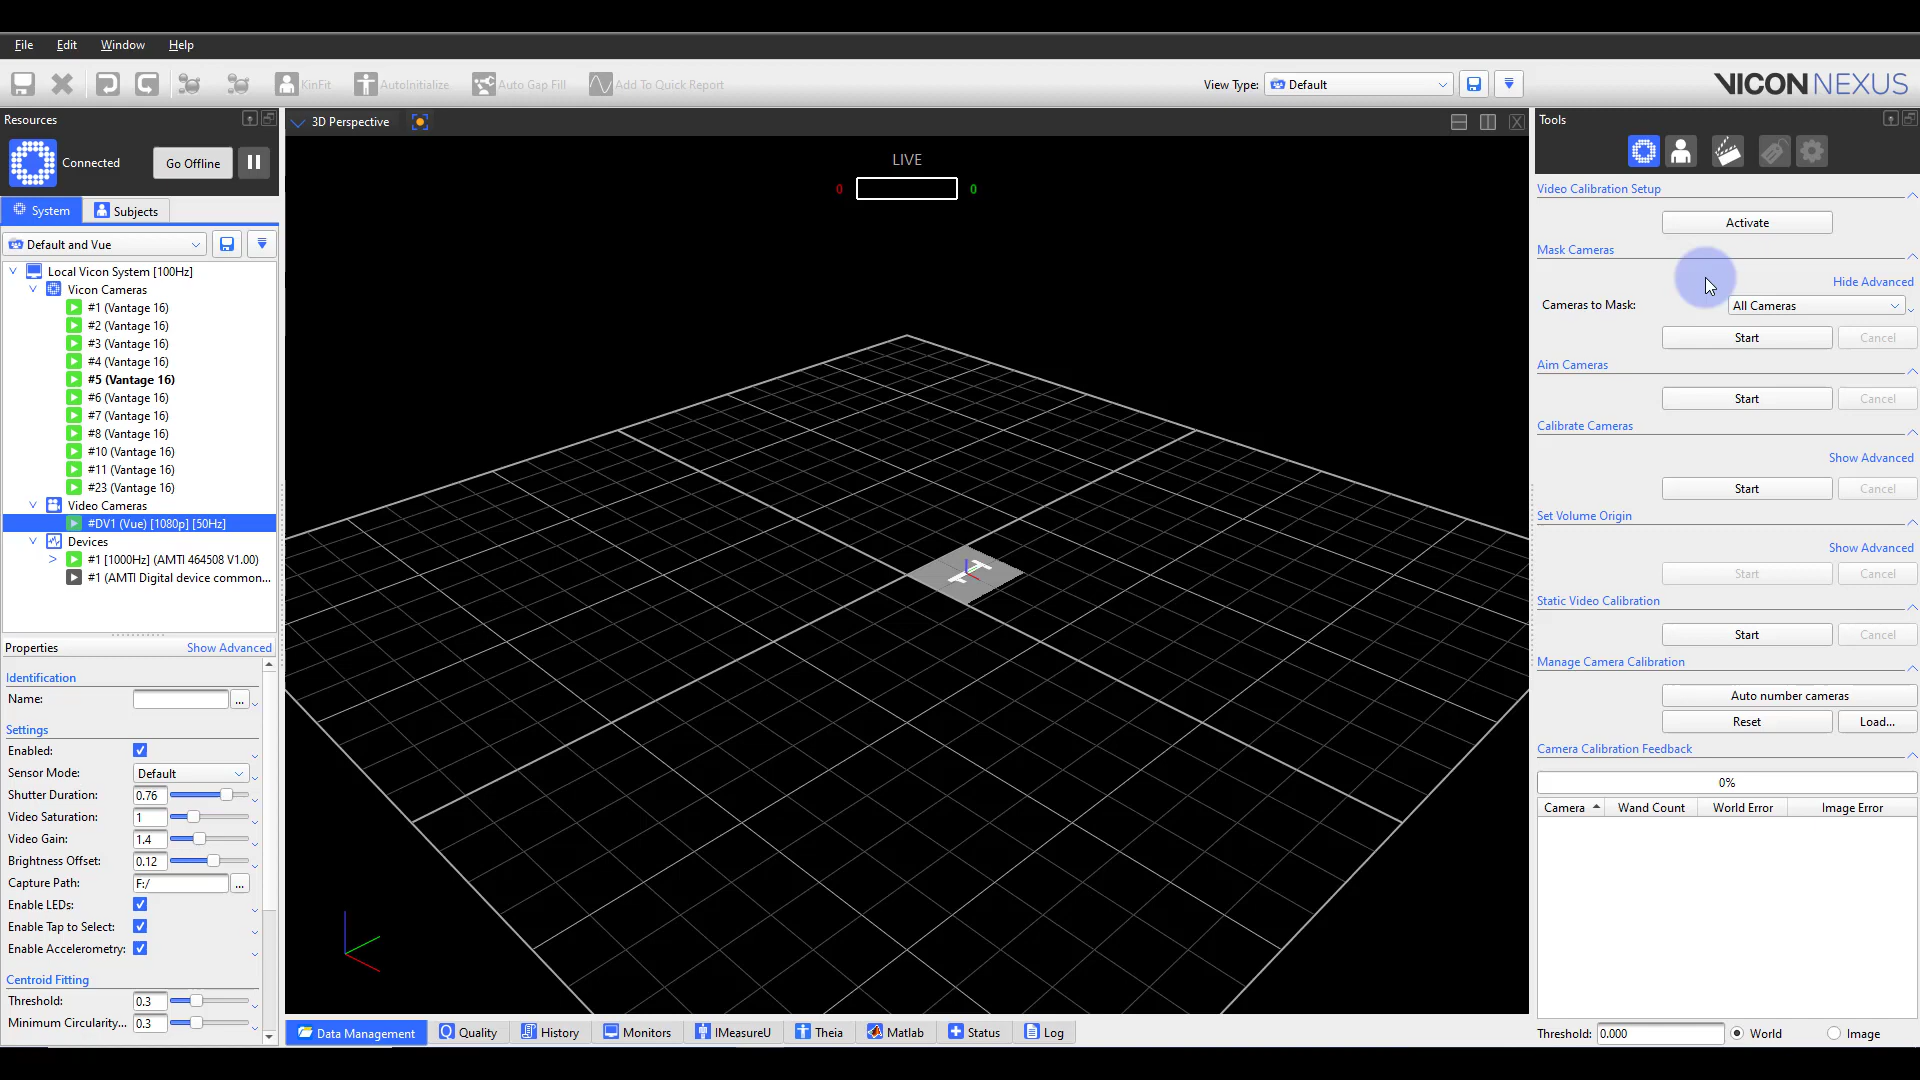 File Edit Window Help
KinFit AutoInitialize Auto Gap Fill Add To Quick Report
View Type: Default
VICON NEXUS
Resources
Connected Go Offline
System Subjects
Default and Vue
Local Vicon System [100Hz]
Vicon Cameras
#1 (Vantage 16)
#2 (Vantage 16)
#3 (Vantage 16)
#4 (Vantage 16)
#5 (Vantage 16)
#6 (Vantage 16)
#7 (Vantage 16)
#8 (Vantage 16)
#10 (Vantage 16)
#11 (Vantage 16)
#23 (Vantage 16)
Video Cameras
#DV1 (Vue) [1080p] [50Hz]
Devices
#1 [1000Hz] (AMTI 464508 V1.00)
#1 (AMTI Digital device common...
Properties Show Advanced
Identification
Name: ...
Settings
Enabled:
Sensor Mode: Default
Shutter Duration: 0.76
Video Saturation: 1
Video Gain: 1.4
Brightness Offset: 0.12
Capture Path: F:/ ...
Enable LEDs:
Enable Tap to Select:
Enable Accelerometry:
Centroid Fitting
Threshold: 0.3
Minimum Circularity... 0.3
3D Perspective
LIVE
0 0
Data Management Quality History Monitors IMeasureU Theia Matlab Status Log
Tools
Video Calibration Setup
Activate
Mask Cameras
Hide Advanced
Cameras to Mask: All Cameras
Start Cancel
Aim Cameras
Start Cancel
Calibrate Cameras
Show Advanced
Start Cancel
Set Volume Origin
Show Advanced
Start Cancel
Static Video Calibration
Start Cancel
Manage Camera Calibration
Auto number cameras
Reset Load...
Camera Calibration Feedback
0%
Camera Wand Count World Error Image Error
Threshold: 0.000 World Image